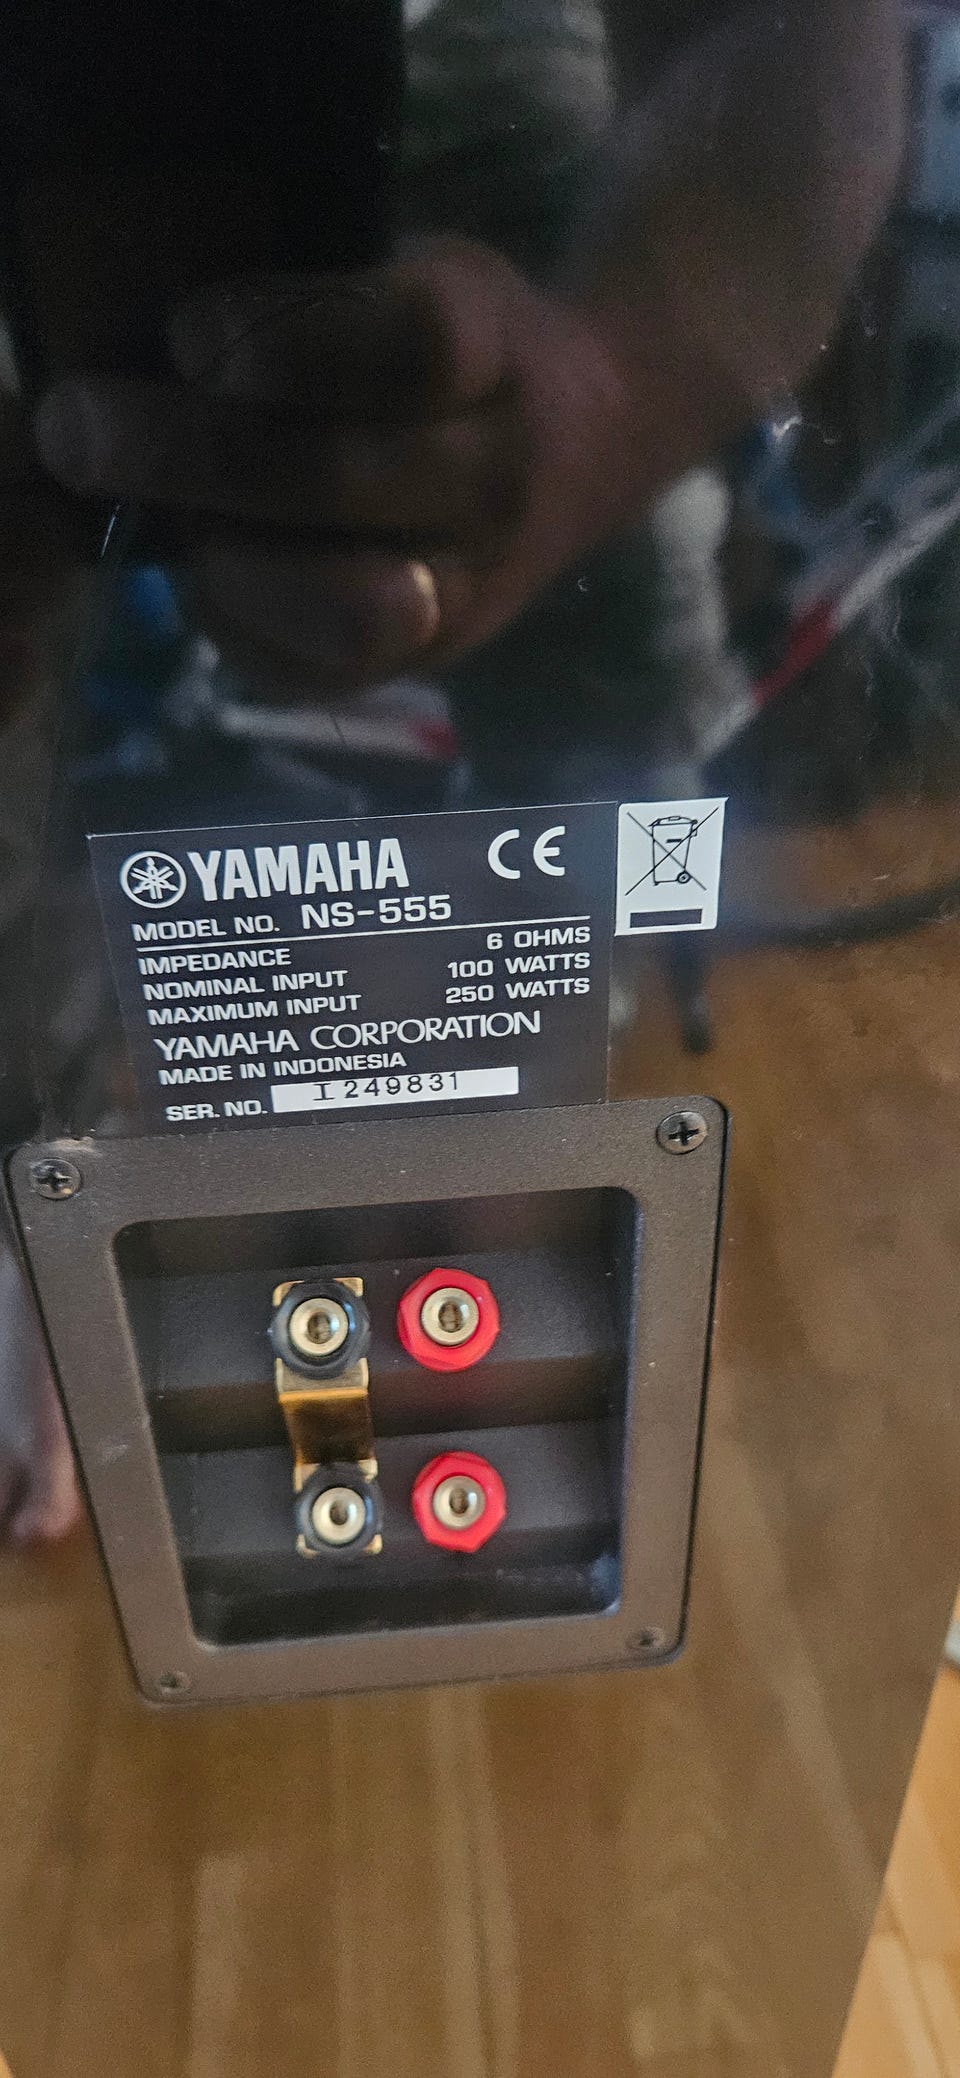 YAMAHA CE
MODEL NO. NS-555
IMPEDANCE 6 OHMS
NOMINAL INPUT 100 WATTS
MAXIMUM INPUT 250 WATTS
YAMAHA CORPORATION
MADE IN INDONESIA
SER. NO. I249831